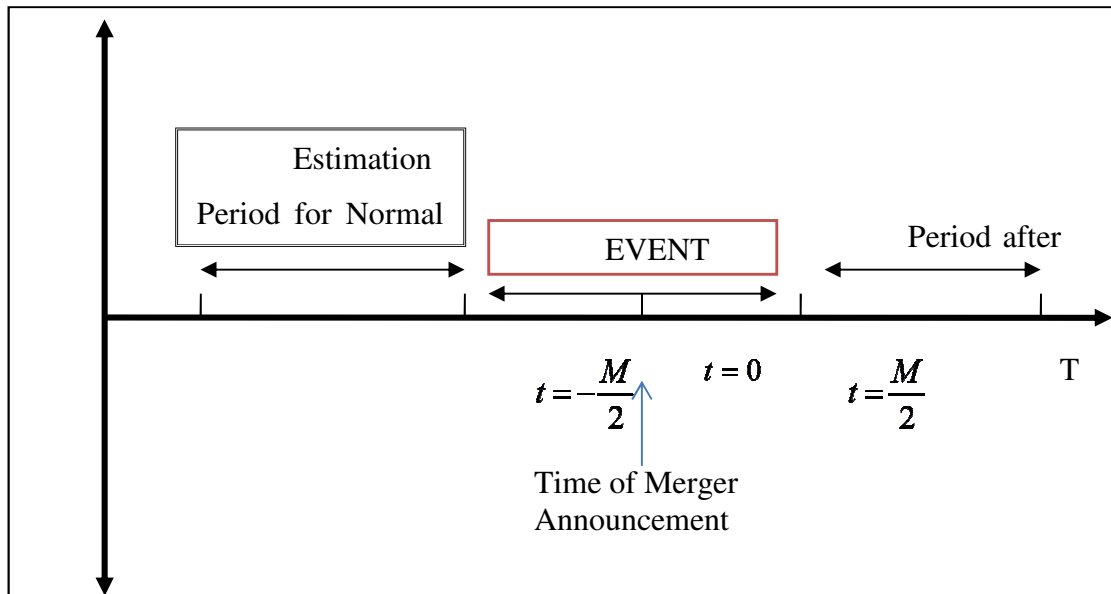 Estimation
Period for Normal
EVENT
Period after
t = -M/2
t = 0
t = M/2
T
Time of Merger
Announcement